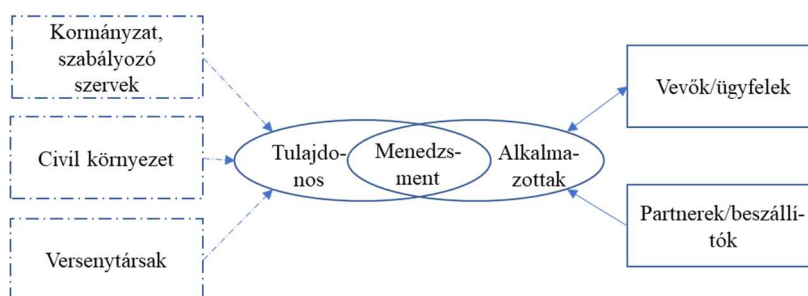 Kormányzat,
szabályozó
szervek
Civil környezet
Versenytársak
Tulajdo-
nos
Menedzs-
ment
Alkalma-
zottak
Vevők/ügyfelek
Partnerek/beszállí-
tók